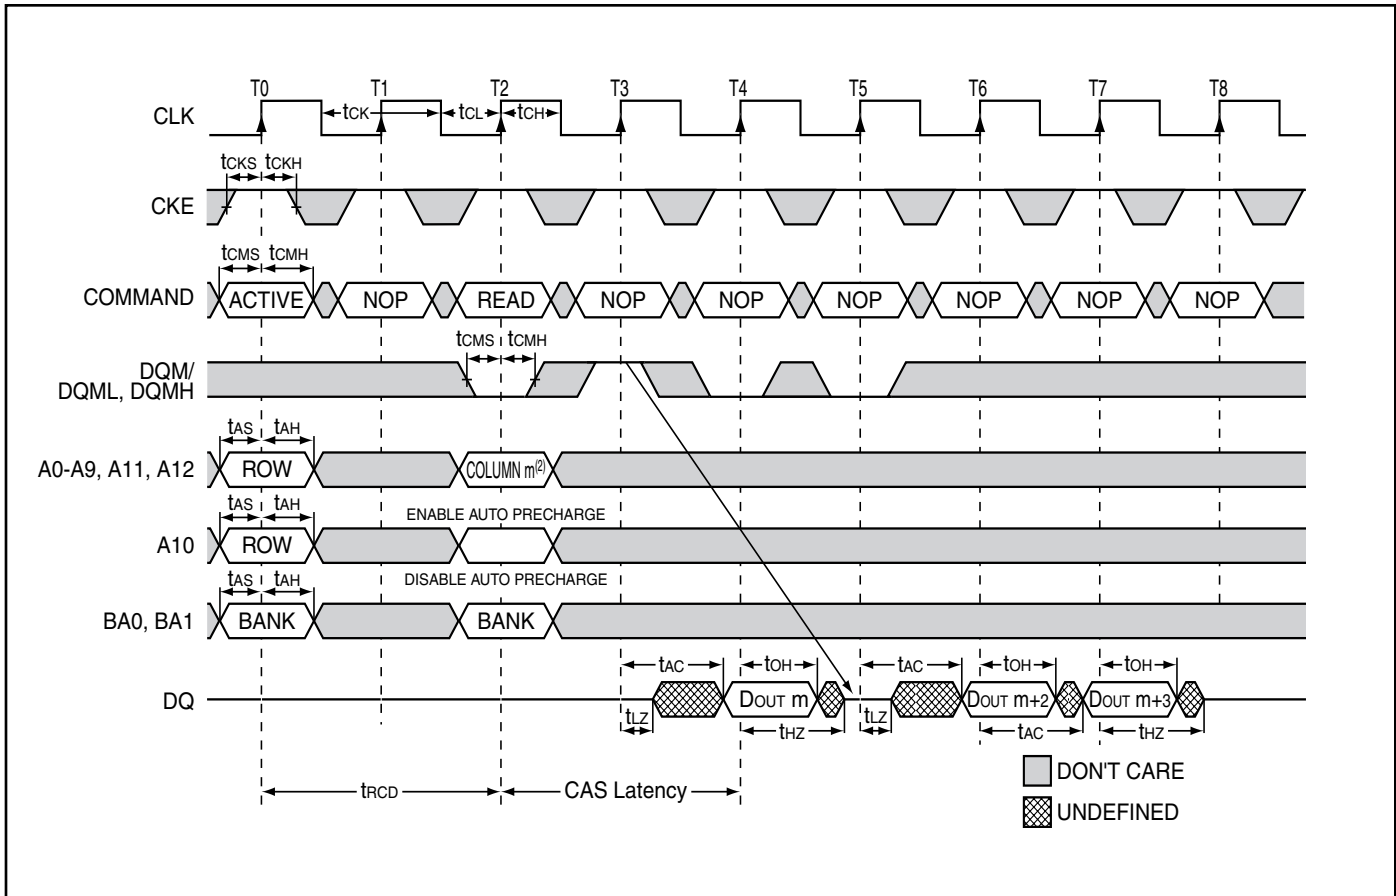 T0 T1 T2 T3 T4 T5 T6 T7 T8
CLK
tCK tCL tCH
tCKS tCKH
CKE
tCMS tCMH
COMMAND ACTIVE NOP READ NOP NOP NOP NOP NOP NOP
tCMS tCMH
DQM/
DQML, DQMH
tAS tAH
A0-A9, A11, A12 ROW COLUMN m(2)
tAS tAH ENABLE AUTO PRECHARGE
A10 ROW
tAS tAH DISABLE AUTO PRECHARGE
BA0, BA1 BANK BANK
tAC tOH tAC tOH tOH
DQ DOUT m DOUT m+2 DOUT m+3
tLZ tHZ tLZ tAC tHZ
DON'T CARE
tRCD CAS Latency
UNDEFINED